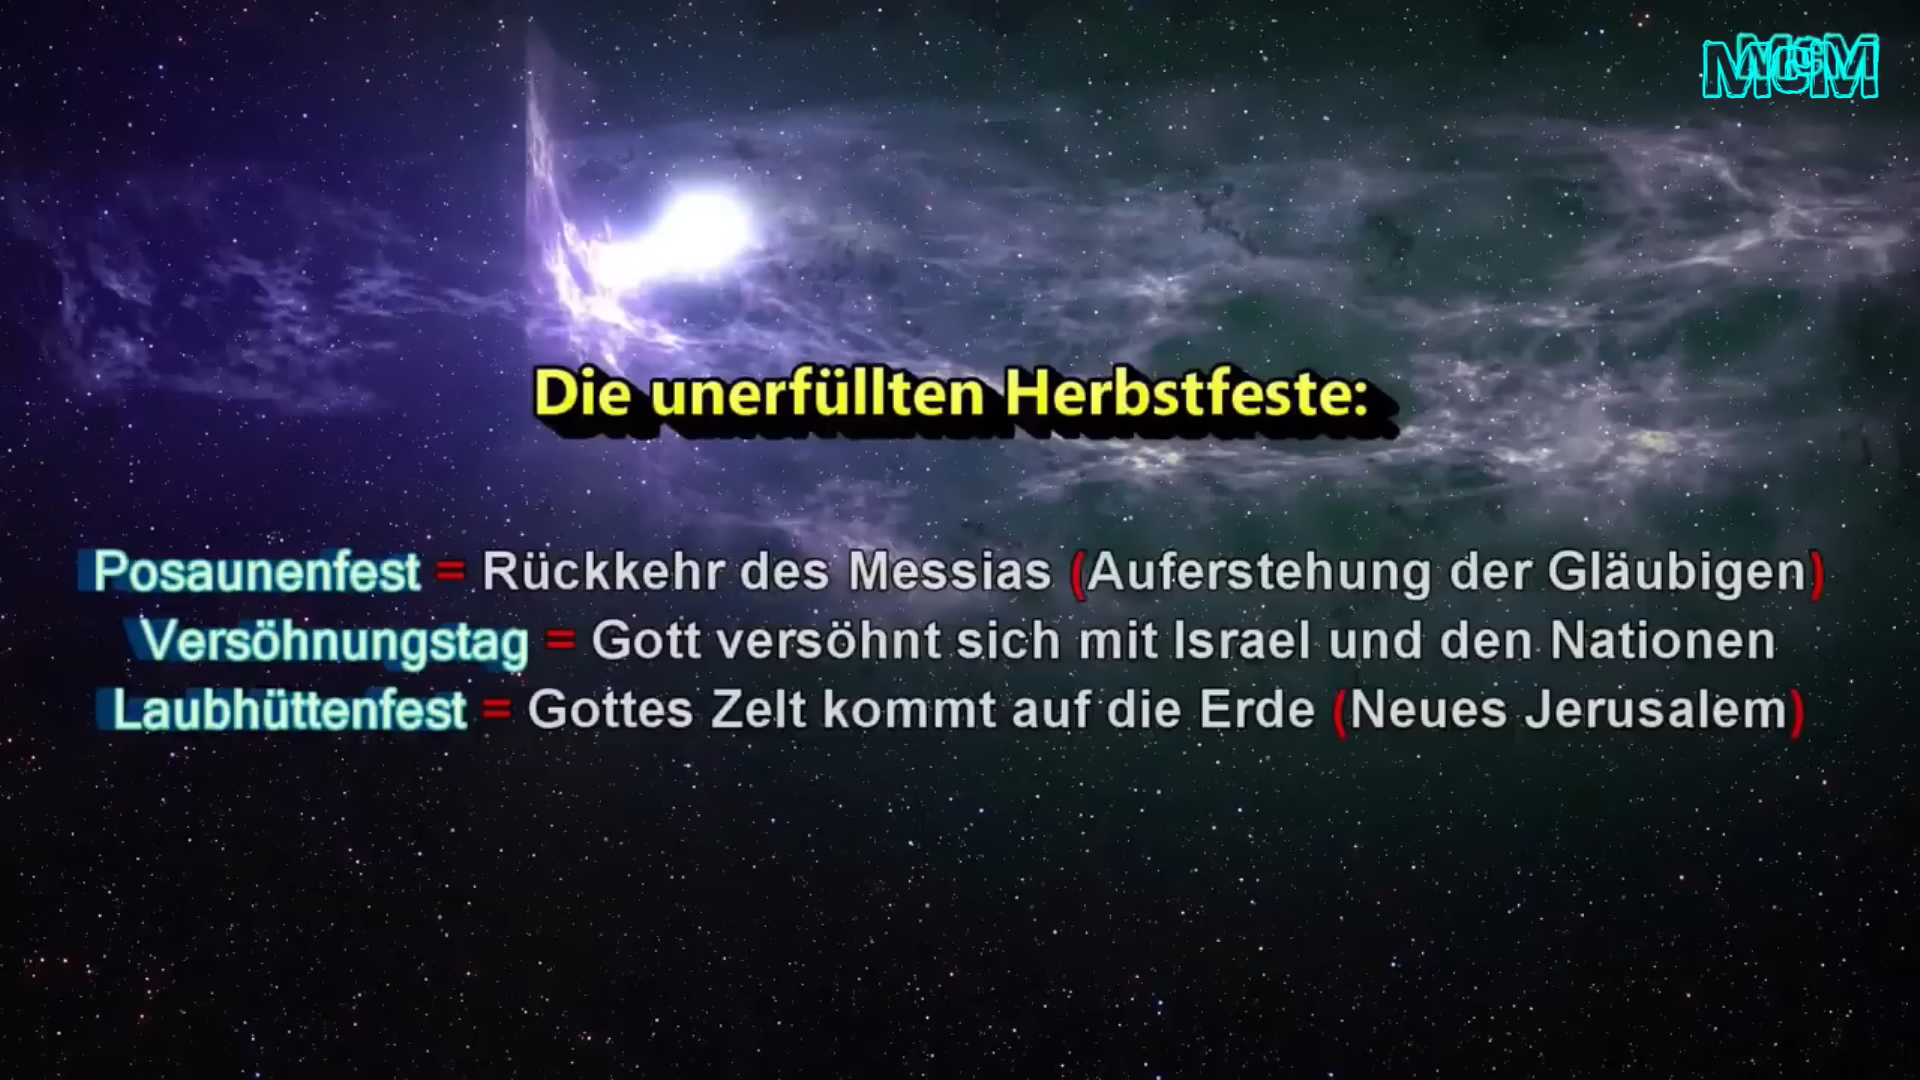 Die unerfüllten Herbstfeste:
Posaunenfest = Rückkehr des Messias (Auferstehung der Gläubigen)
Versöhnungstag = Gott versöhnt sich mit Israel und den Nationen
Laubhüttenfest = Gottes Zelt kommt auf die Erde (Neues Jerusalem)